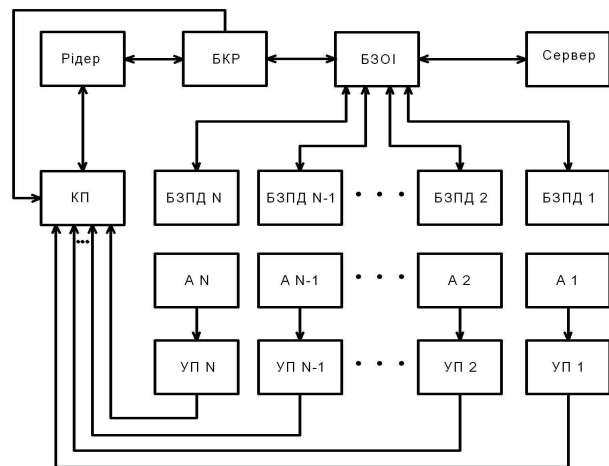 Рідер
БКР
БЗОІ
Сервер
КП
БЗПД N
БЗПД N-1
БЗПД 2
БЗПД 1
А N
А N-1
А 2
А 1
УП N
УП N-1
УП 2
УП 1